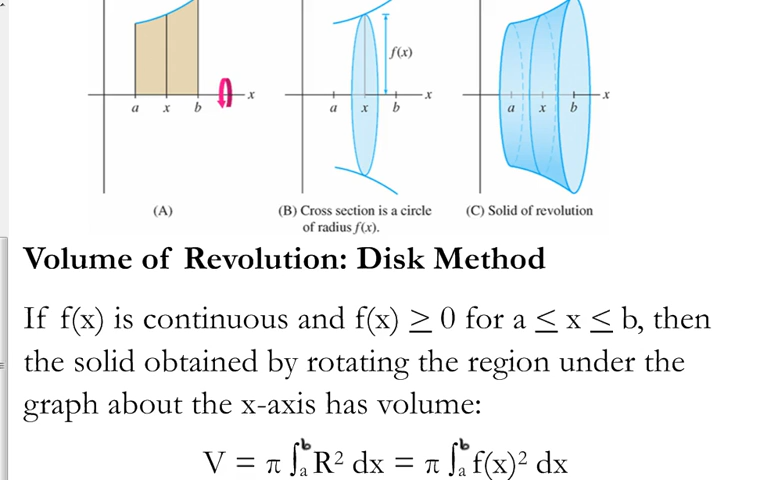 f(x)
a x b x
a x b x
a x b x
(A)
(B) Cross section is a circle
of radius f(x).
(C) Solid of revolution
Volume of Revolution: Disk Method
If f(x) is continuous and f(x) ≥ 0 for a ≤ x ≤ b, then
the solid obtained by rotating the region under the
graph about the x-axis has volume:
V = π ∫ₐᵇ R² dx = π ∫ₐᵇ f(x)² dx